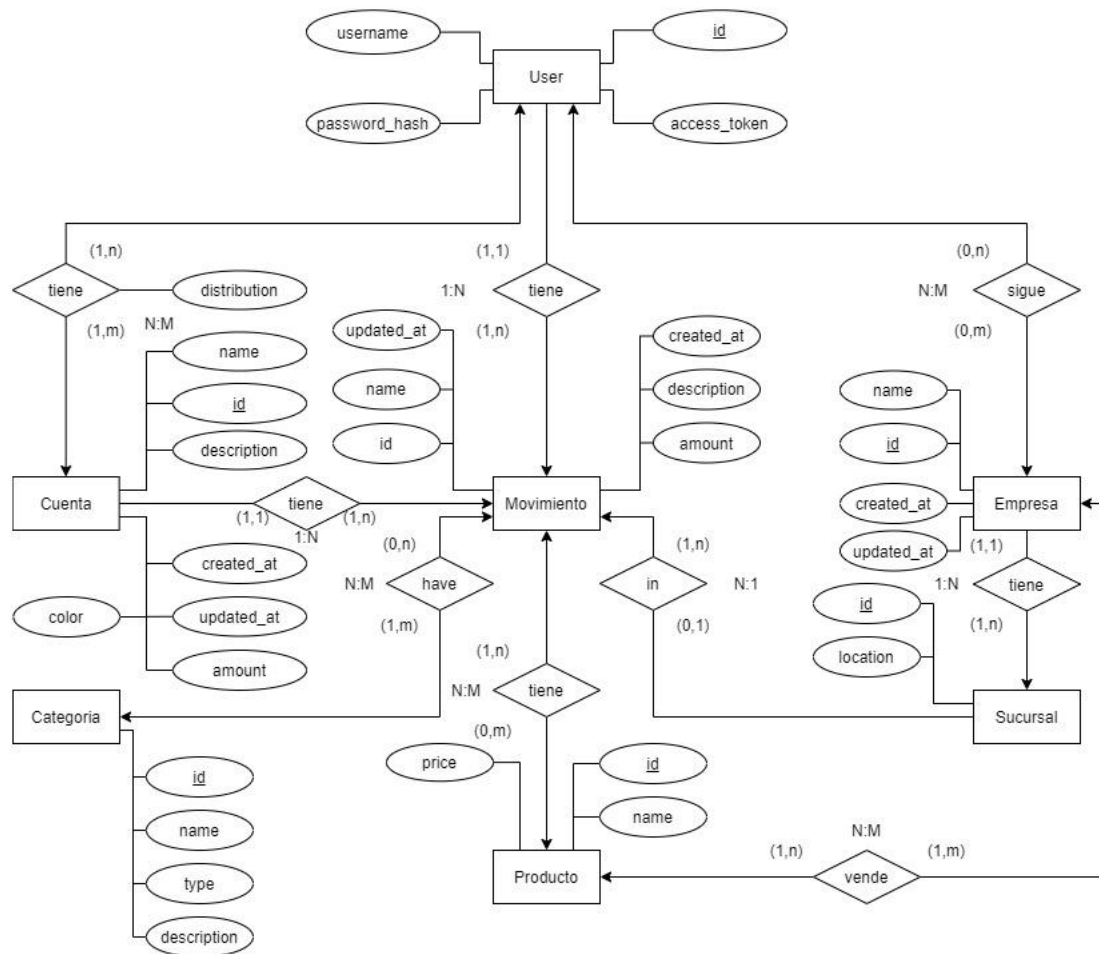 username
id
User
password_hash
access_token
(1,n)
(1,1)
(0,n)
tiene
distribution
1:N
tiene
N:M
sigue
(1,m)
N:M
(1,n)
(0,m)
updated_at
created_at
name
name
description
name
id
id
amount
id
description
Cuenta
tiene
Movimiento
Empresa
(1,1)
(1,n)
1:N
created_at
(0,n)
(1,n)
updated_at
(1,1)
created_at
N:M
have
in
N:1
1:N
tiene
color
updated_at
(1,m)
(0,1)
id
(1,n)
amount
(1,n)
location
Categoria
N:M
tiene
Sucursal
(0,m)
id
price
id
name
name
N:M
(1,n)
(1,m)
type
Producto
vende
description